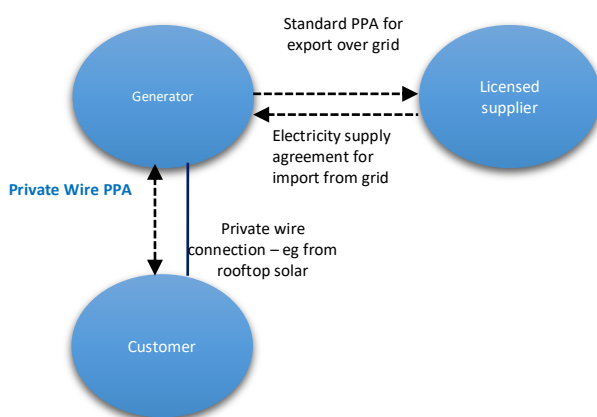 Standard PPA for
export over grid
Generator
Licensed
supplier
Electricity supply
agreement for
import from grid
Private Wire PPA
Private wire
connection – eg from
rooftop solar
Customer